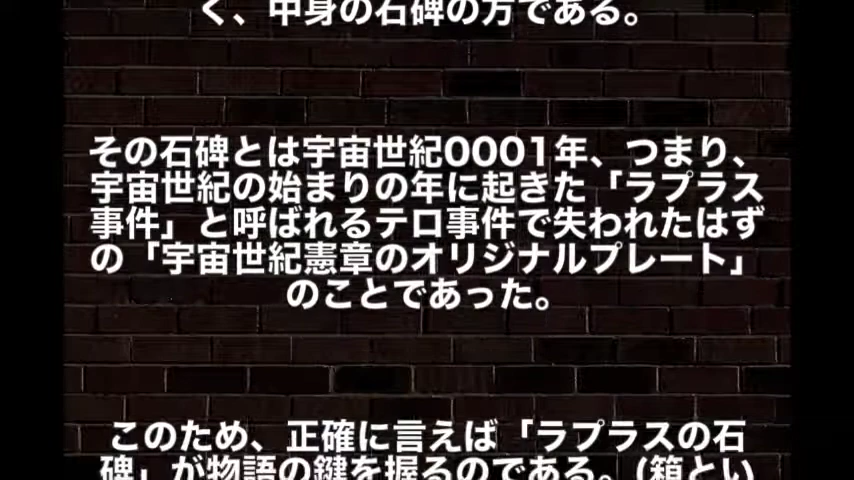 く、中身の石碑の方である。
その石碑とは宇宙世紀0001年、つまり、
宇宙世紀の始まりの年に起きた「ラプラス
事件」と呼ばれるテロ事件で失われたはず
の「宇宙世紀憲章のオリジナルプレート」
のことであった。
このため、正確に言えば「ラプラスの石
碑」が物語の鍵を握るのである。(箱とい